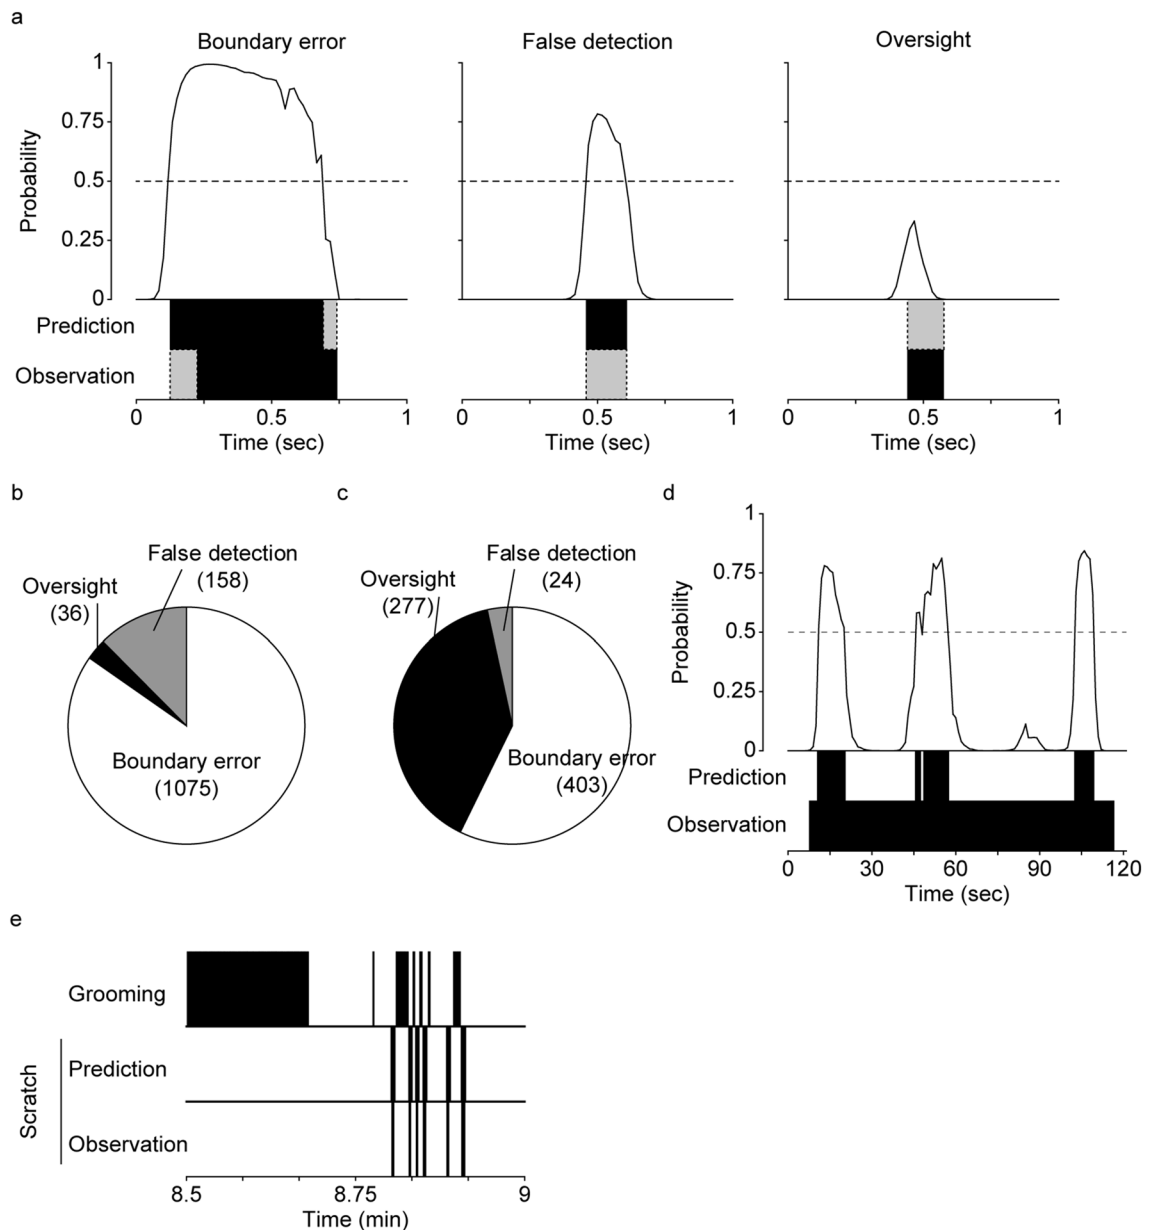 a
Boundary error
False detection
Oversight
Probability
1
0.75
0.5
0.25
0
Prediction
Observation
0
0.5
1
Time (sec)
0
0.5
1
Time (sec)
0
0.5
1
Time (sec)
b
False detection
(158)
Oversight
(36)
Boundary error
(1075)
c
False detection
(24)
Oversight
(277)
Boundary error
(403)
d
Probability
1
0.75
0.5
0.25
0
Prediction
Observation
0
30
60
90
120
Time (sec)
e
Grooming
Scratch
Prediction
Observation
8.5
8.75
9
Time (min)